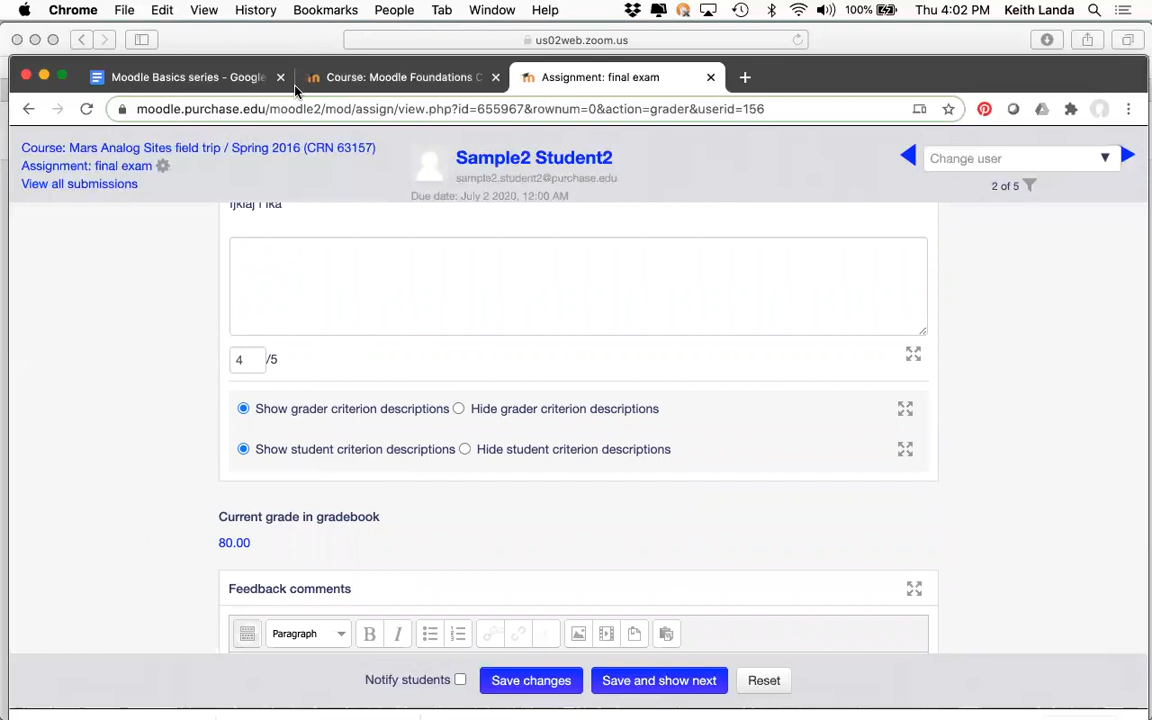 Chrome File Edit View History Bookmarks People Tab Window Help 100% Thu 4:02 PM Keith Landa
us02web.zoom.us
Moodle Basics series - Google Course: Moodle Foundations C Assignment: final exam
moodle.purchase.edu/moodle2/mod/assign/view.php?id=655967&rownum=0&action=grader&userid=156
Course: Mars Analog Sites field trip / Spring 2016 (CRN 63157)
Assignment: final exam
View all submissions
Sample2 Student2
sample2.student2@purchase.edu
Due date: July 2 2020, 12:00 AM
Change user
2 of 5
4 /5
Show grader criterion descriptions Hide grader criterion descriptions
Show student criterion descriptions Hide student criterion descriptions
Current grade in gradebook
80.00
Feedback comments
Paragraph B I
Notify students Save changes Save and show next Reset